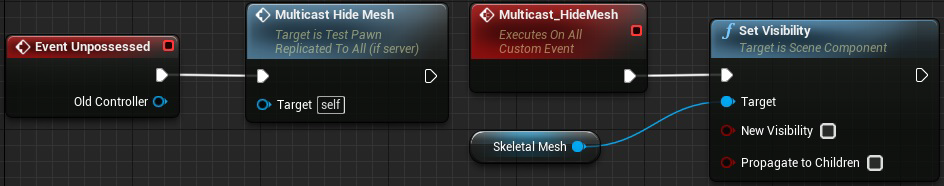 Event Unpossessed
Old Controller
Multicast Hide Mesh
Target is Test Pawn
Replicated To All (if server)
Target self
Multicast_HideMesh
Executes On All
Custom Event
Skeletal Mesh
f Set Visibility
Target is Scene Component
Target
New Visibility
Propagate to Children